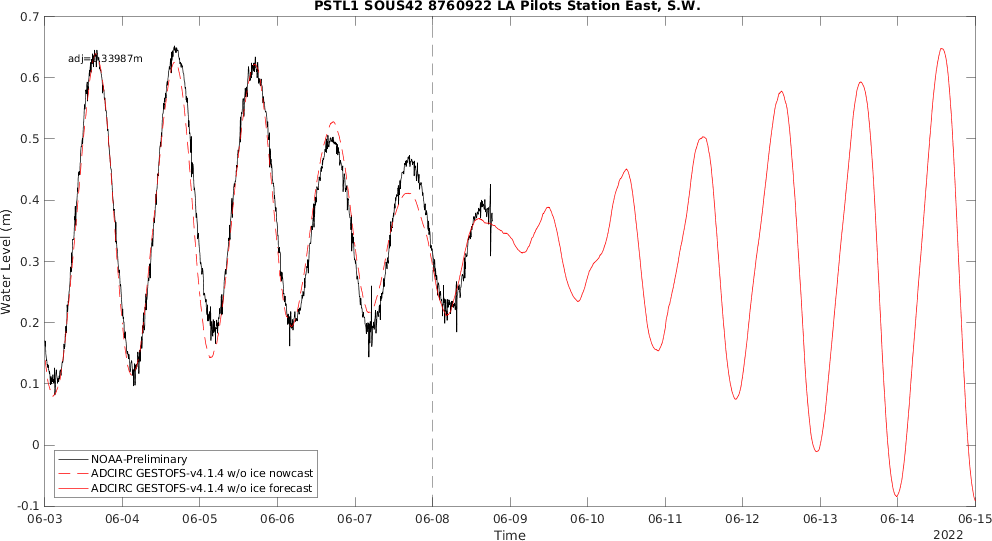 PSTL1 SOUS42 8760922 LA Pilots Station East, S.W.
0.7
0.6
0.5
0.4
0.3
0.2
0.1
0
-0.1
Water Level (m)
33987m
NOAA-Preliminary
ADCIRC GESTOFS-v4.1.4 w/o ice nowcast
ADCIRC GESTOFS-v4.1.4 w/o ice forecast
06-03 06-04 06-05 06-06 06-07 06-08 06-09 06-10 06-11 06-12 06-13 06-14 06-15
Time
2022